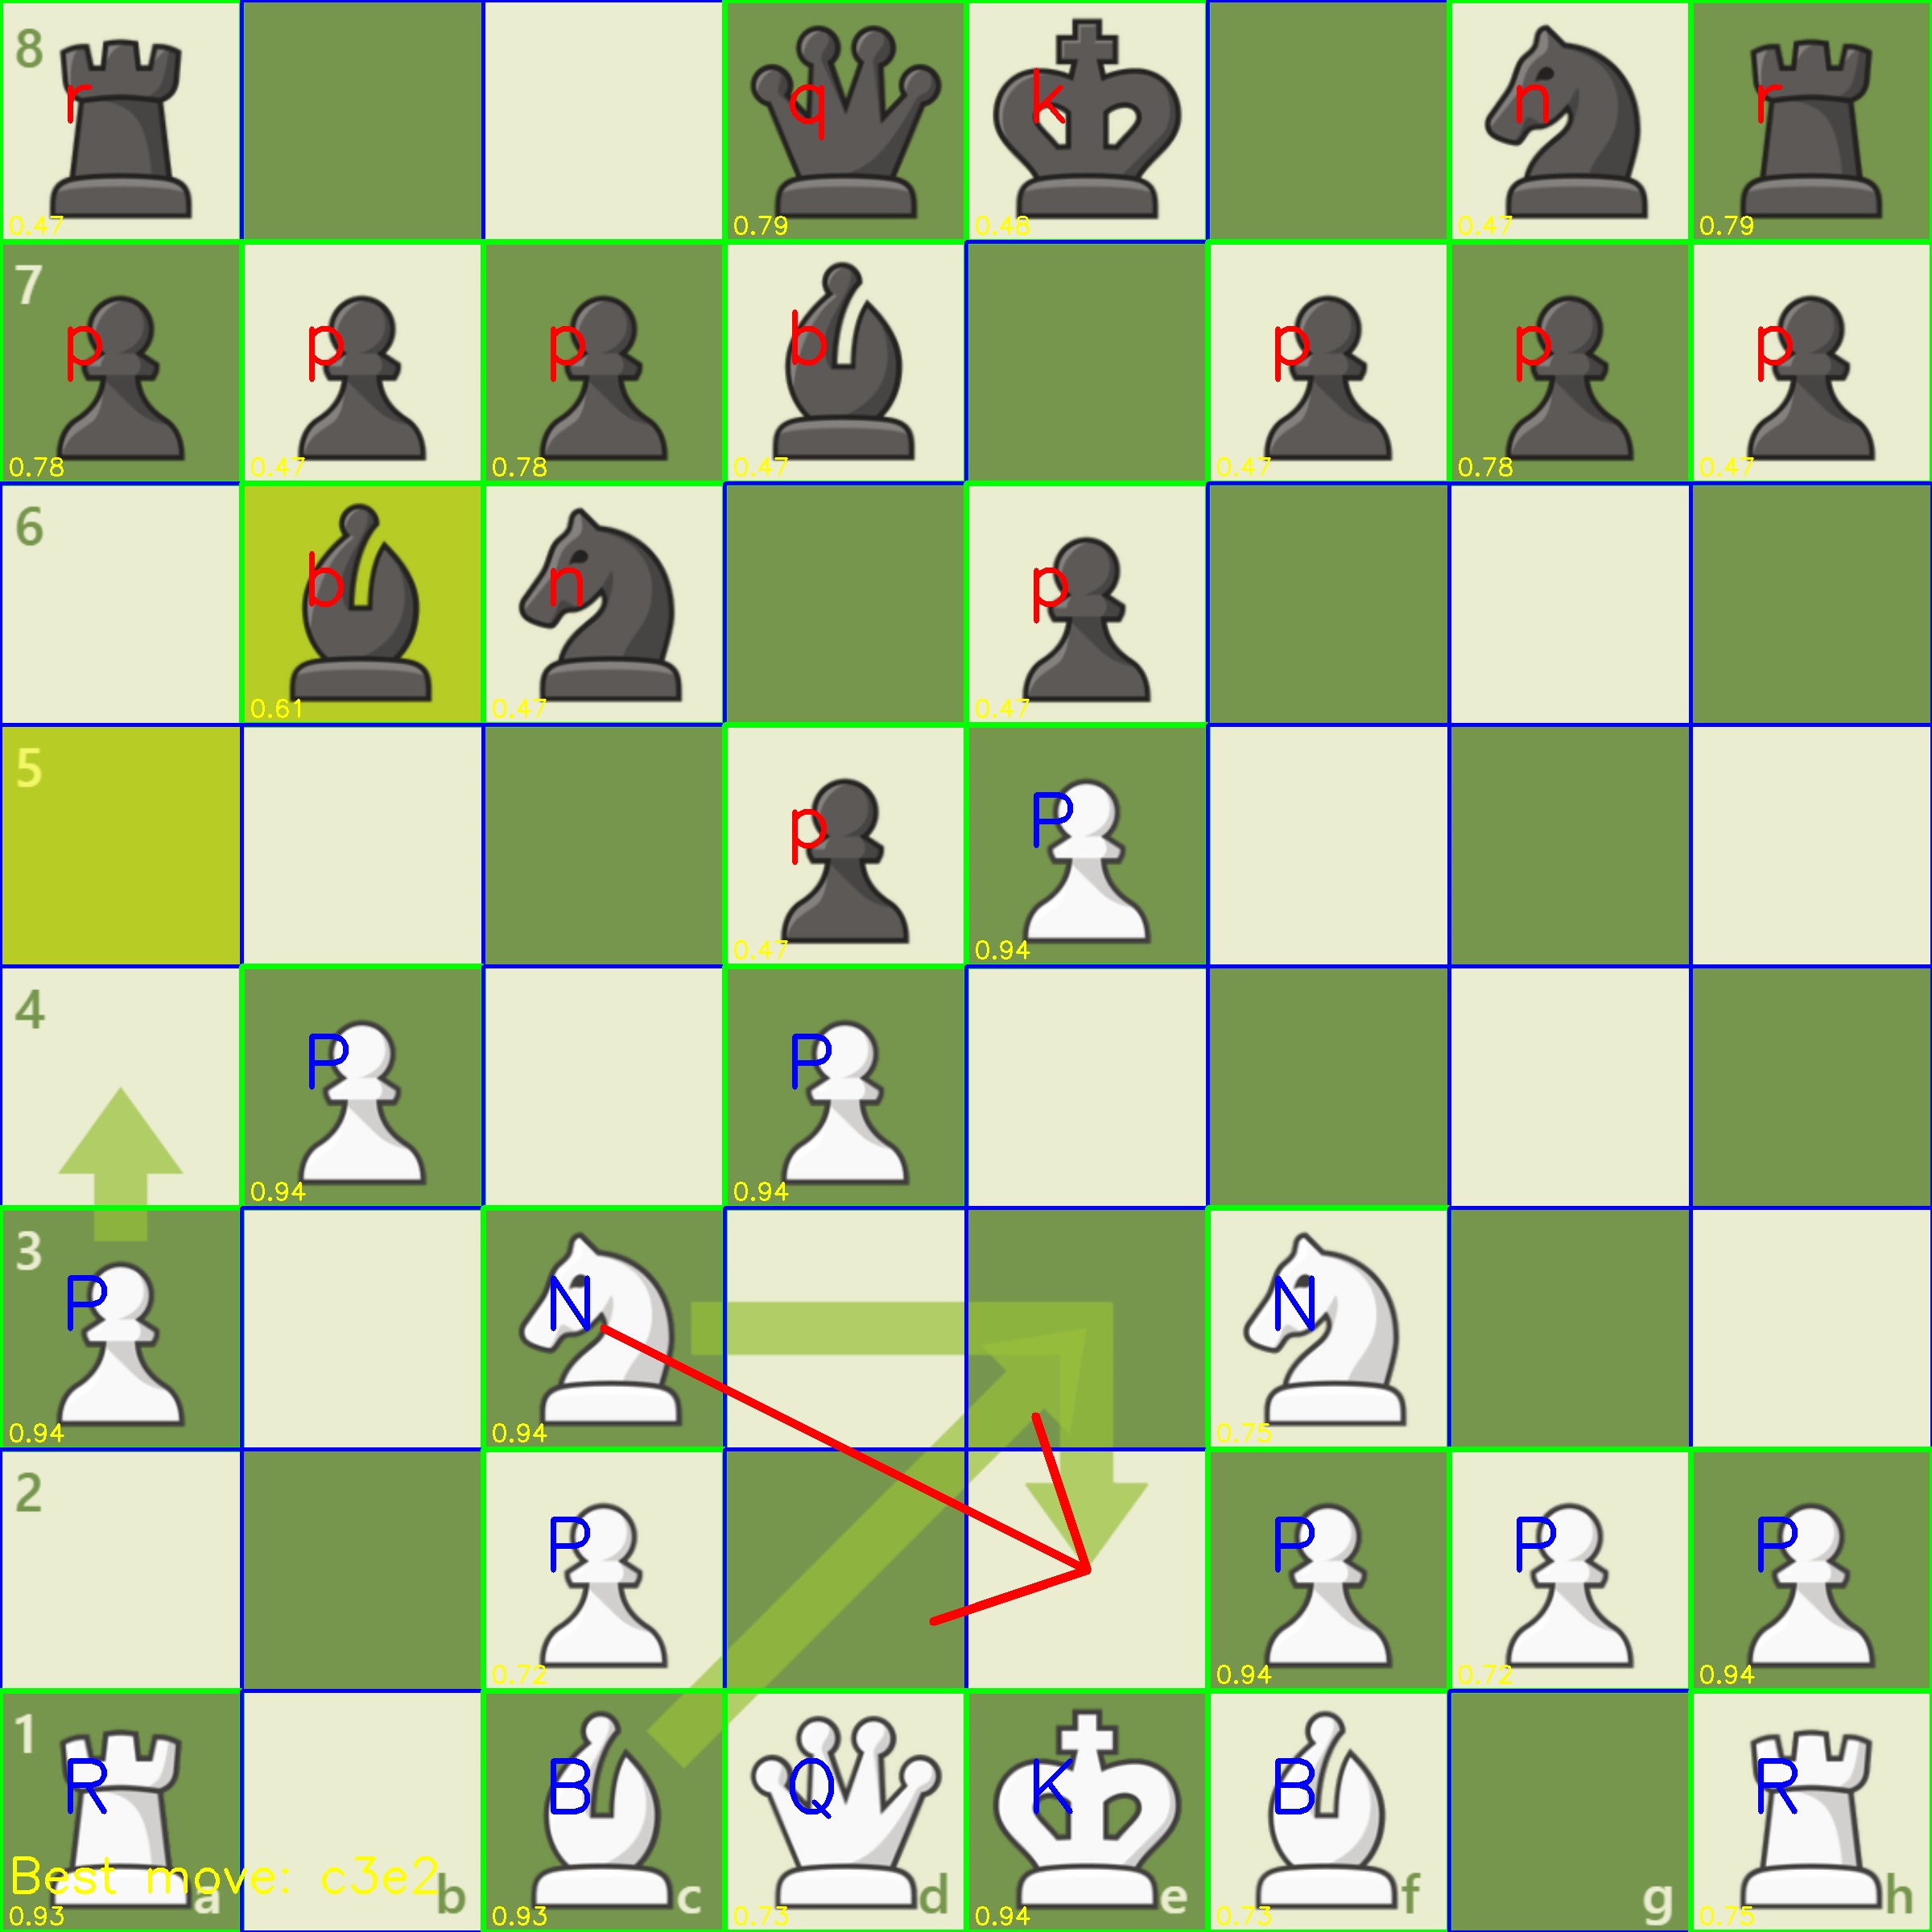 8 r q k n r
0.47 0.79 0.48 0.47 0.79
7 p p p b p p p
0.78 0.47 0.78 0.47 0.47 0.78 0.47
6 b n p
0.61 0.47 0.47
5 p P
0.47 0.94
4 P P
0.94 0.94
3 P N N
0.94 0.94 0.75
2 P P P P
0.72 0.94 0.72 0.94
1 R B Q K B R
Best move: c3e2
a b c d e f g h
0.93 0.93 0.73 0.94 0.73 0.75